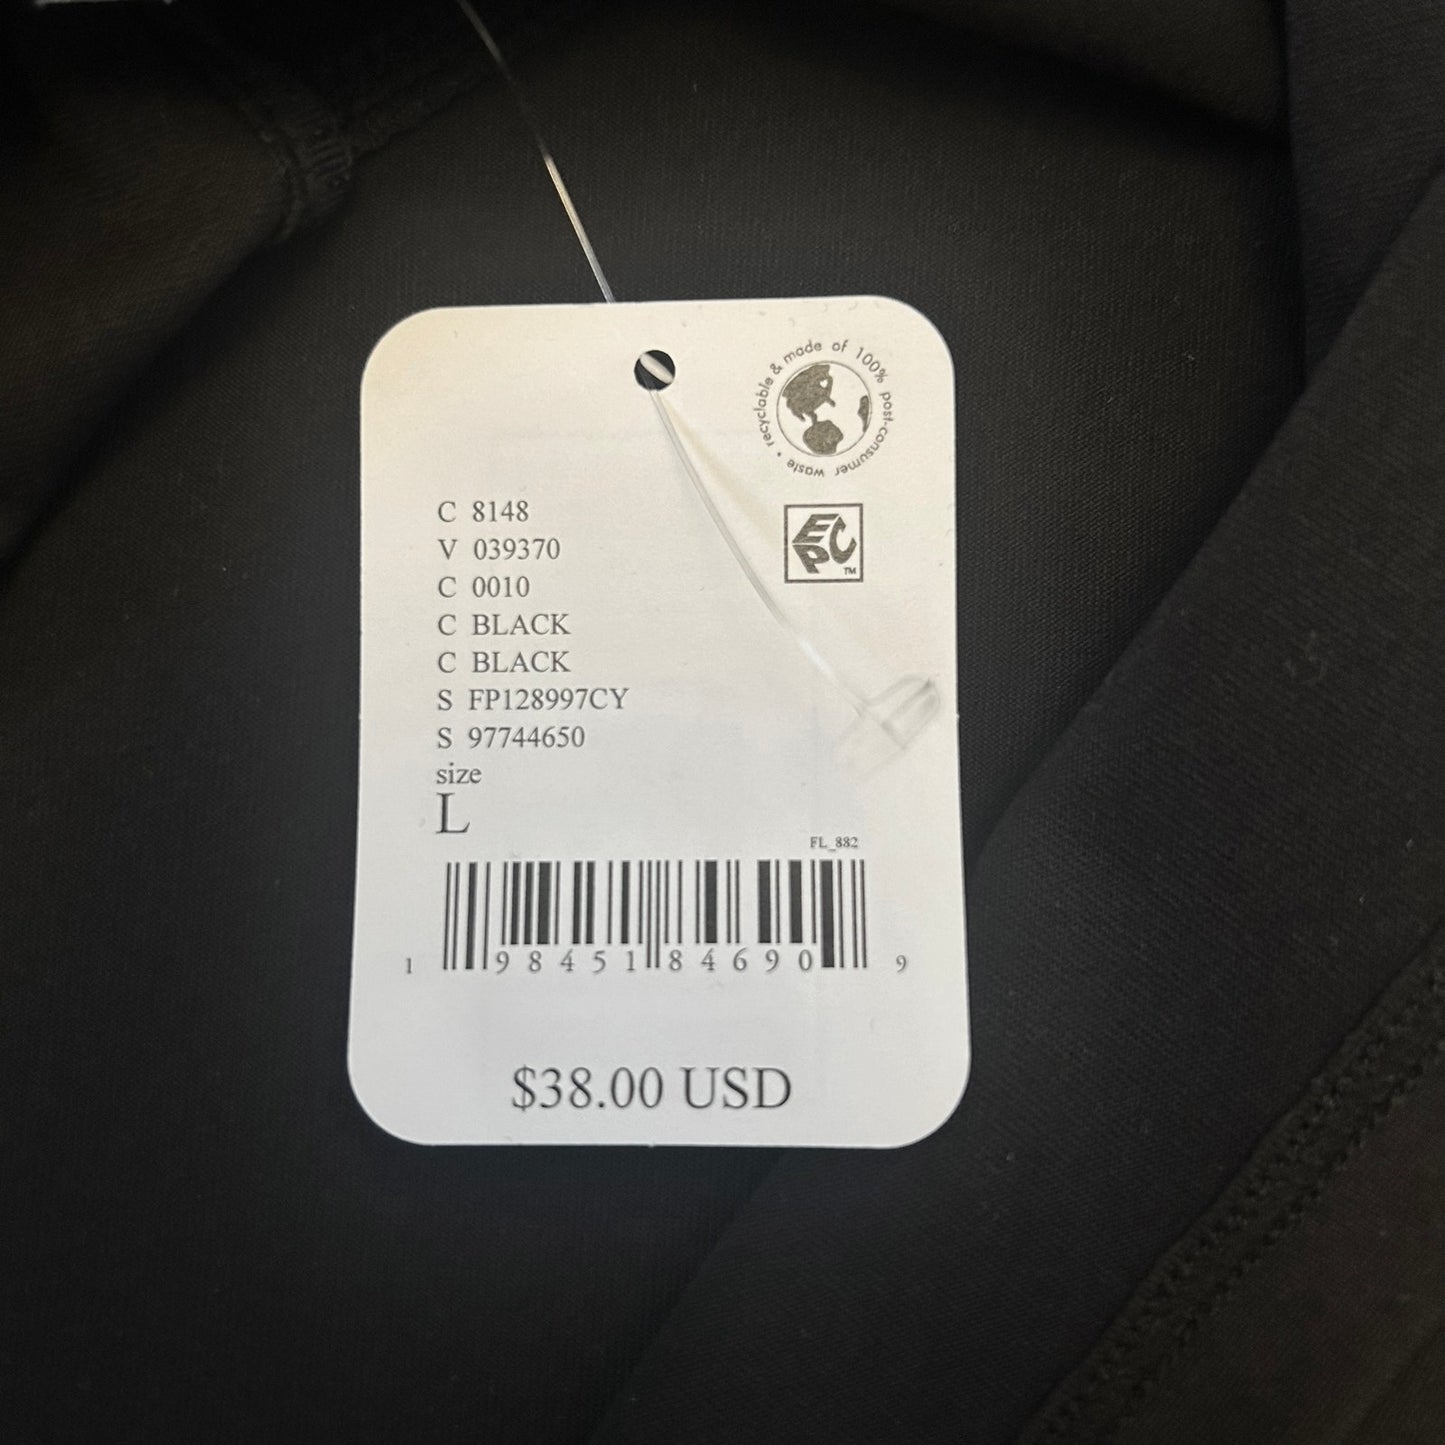 recyclable & made of 100% post-consumer waste •
EPC
TM
C 8148
V 039370
C 0010
C BLACK
C BLACK
S FP128997CY
S 97744650
size
L
FL_882
1 98451 84690 9
$38.00 USD